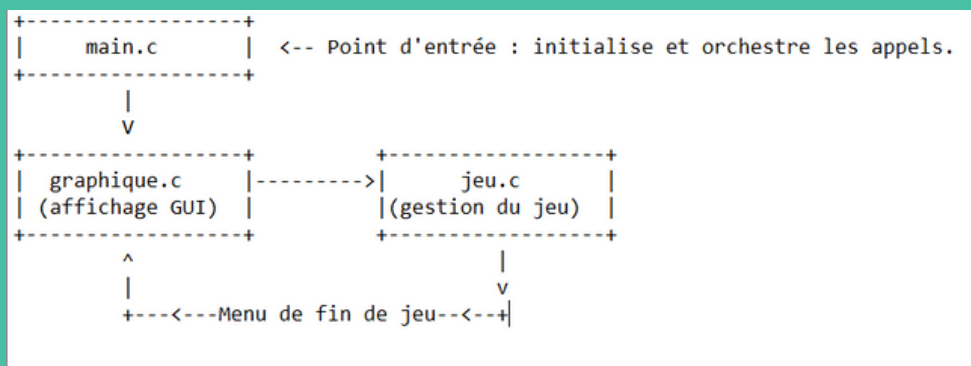 main.c <-- Point d'entrée : initialise et orchestre les appels.
graphique.c jeu.c
(affichage GUI) (gestion du jeu)
Menu de fin de jeu